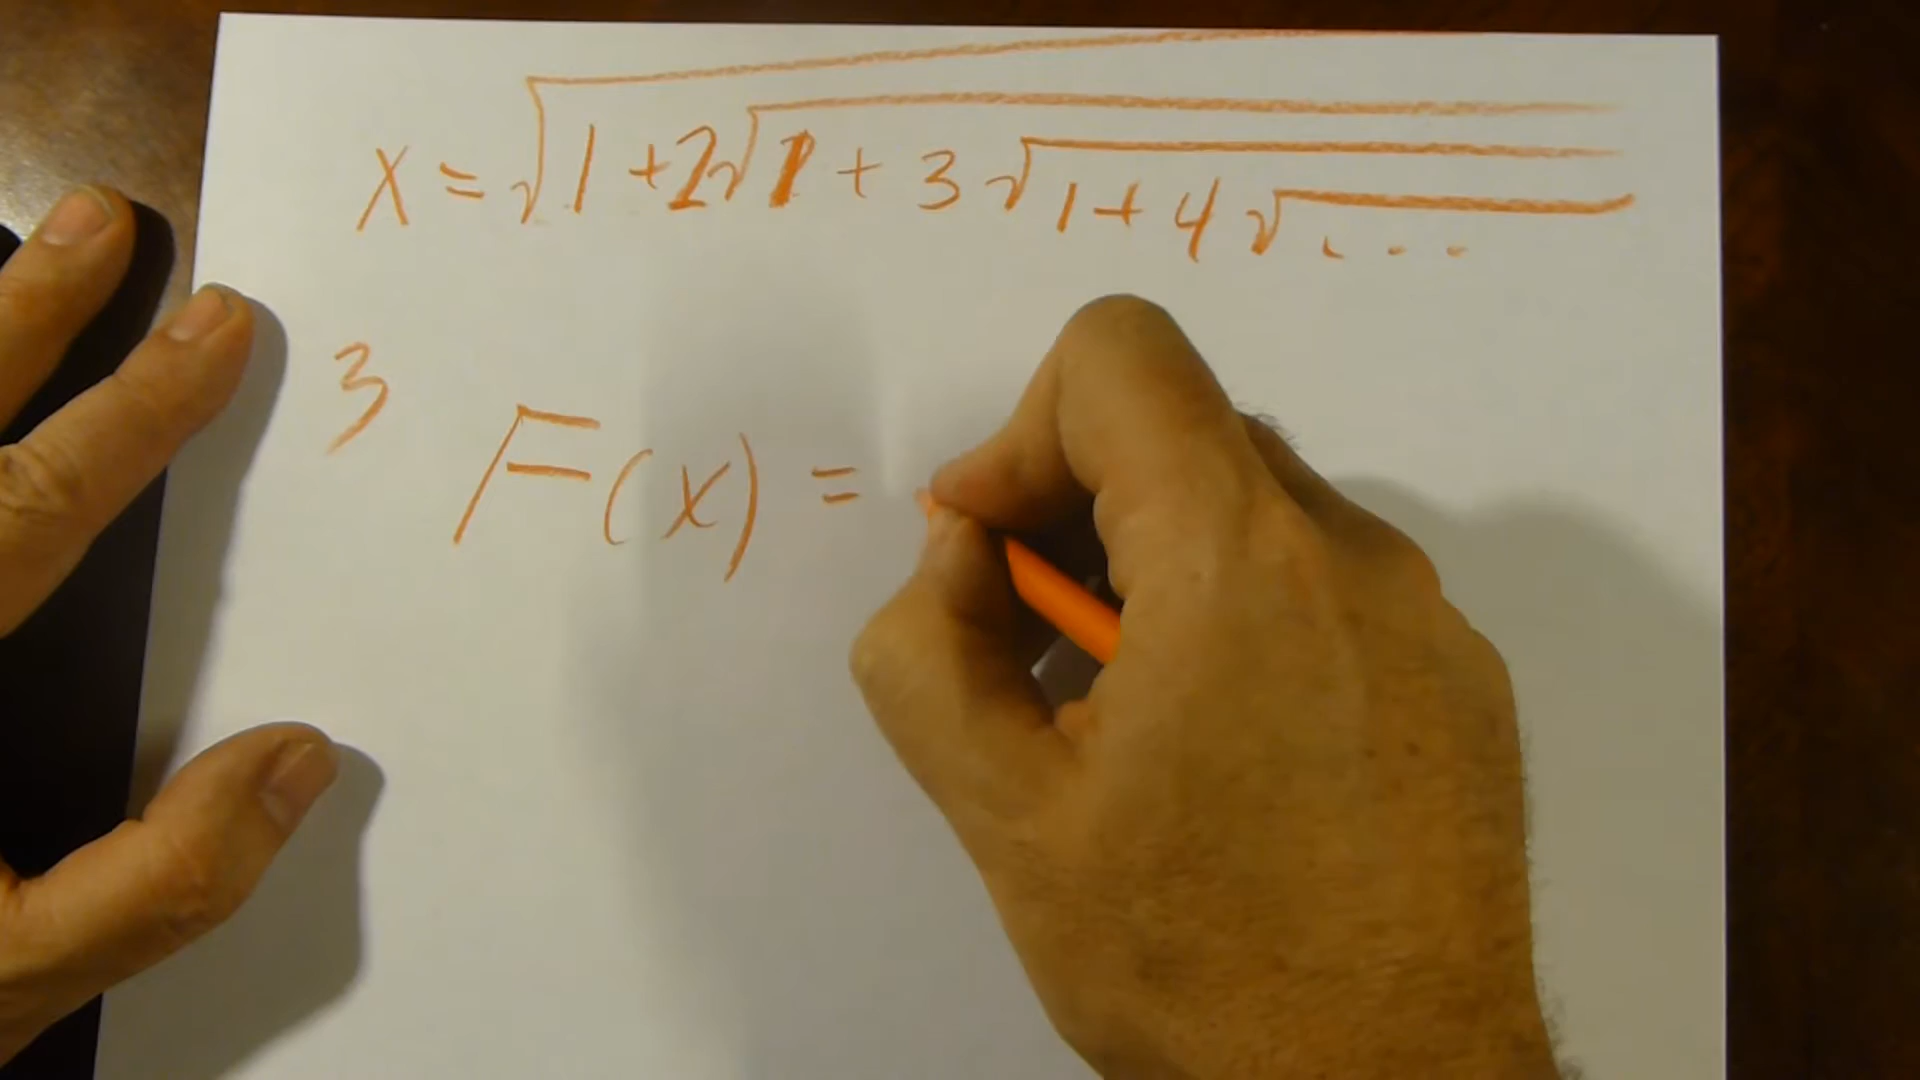 x = √1 + 2√1 + 3√1 + 4√...
3
F(x) =